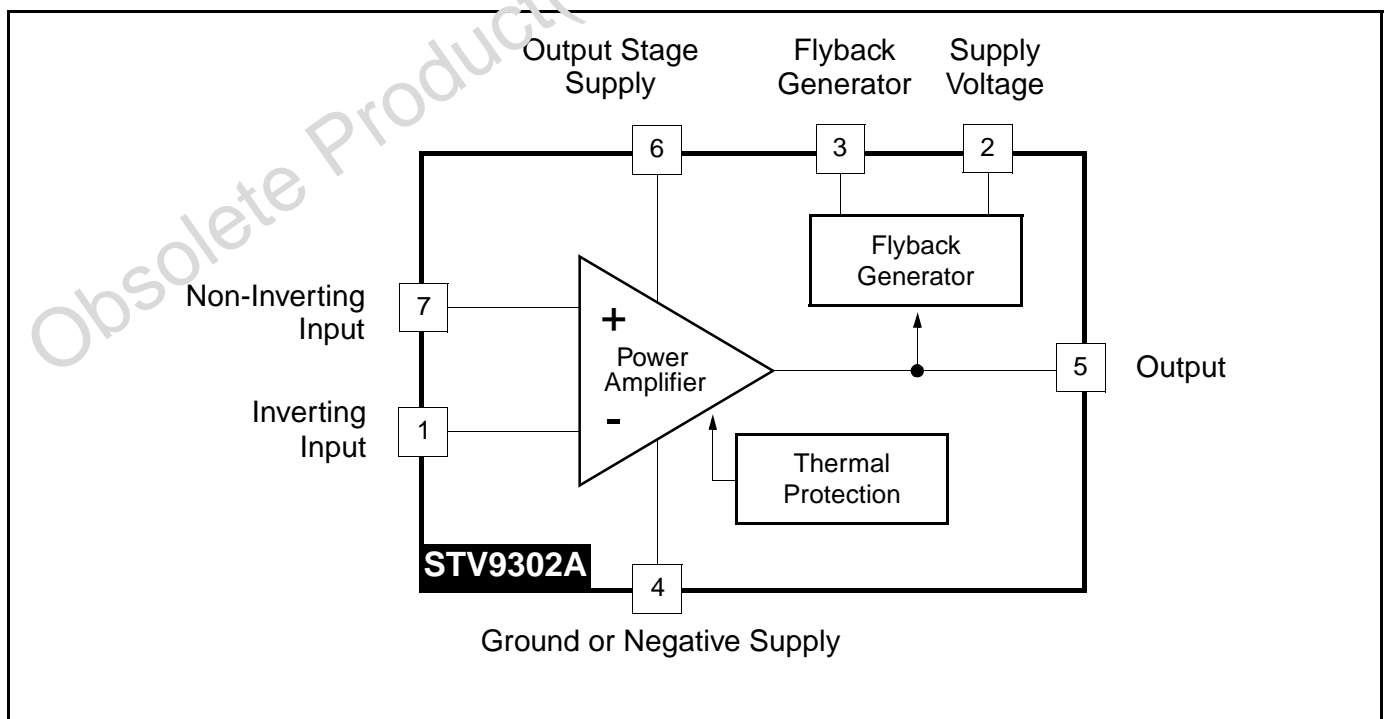 Obsolete Product(
Output Stage
Supply
Flyback
Generator
Supply
Voltage
6
3
2
Flyback
Generator
Non-Inverting
Input
7
+
Power
Amplifier
5
Output
Inverting
Input
1
-
Thermal
Protection
STV9302A
4
Ground or Negative Supply